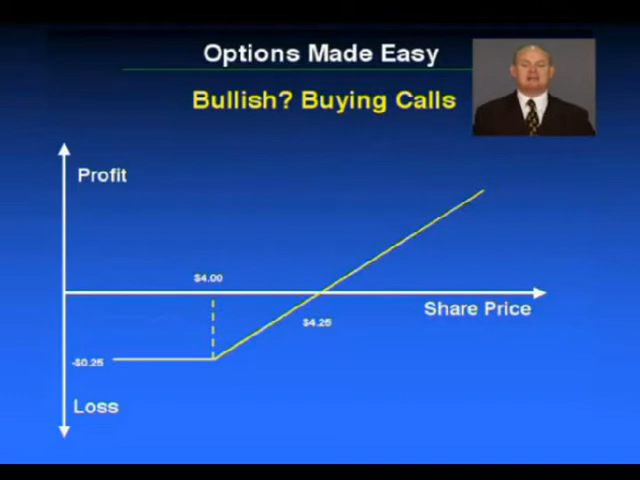 Options Made Easy
Bullish? Buying Calls
Profit
$4.00
Share Price
$4.25
-$0.25
Loss